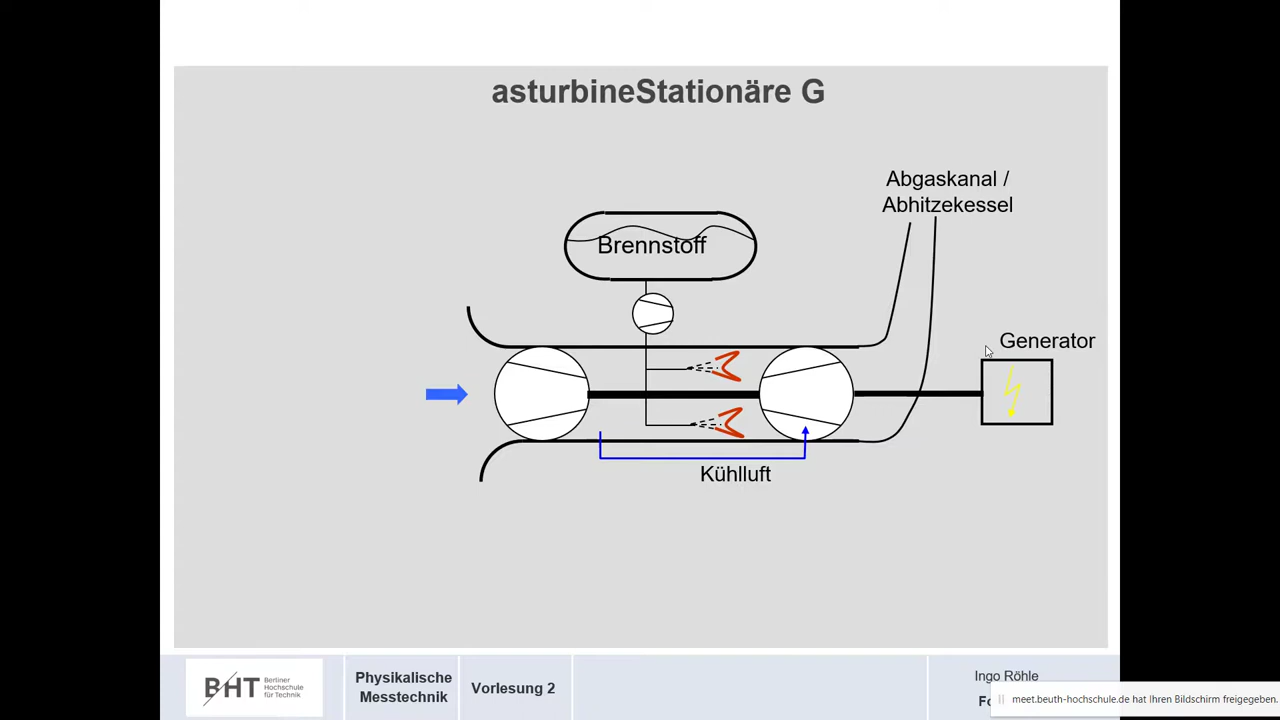 asturbineStationäre G
Abgaskanal /
Abhitzekessel
Brennstoff
Generator
Kühlluft
BHT Berliner
Hochschule
für Technik
Physikalische
Messtechnik
Vorlesung 2
Ingo Röhle
meet.beuth-hochschule.de hat Ihren Bildschirm freigegeben.